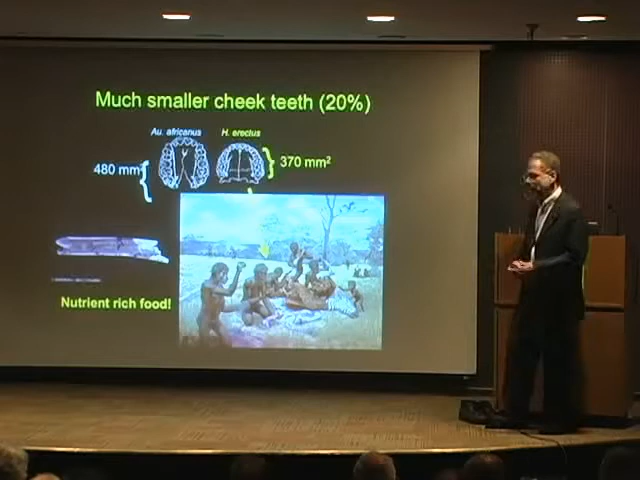 Much smaller cheek teeth (20%)
Au. africanus
H. erectus
480 mm
370 mm²
Nutrient rich food!